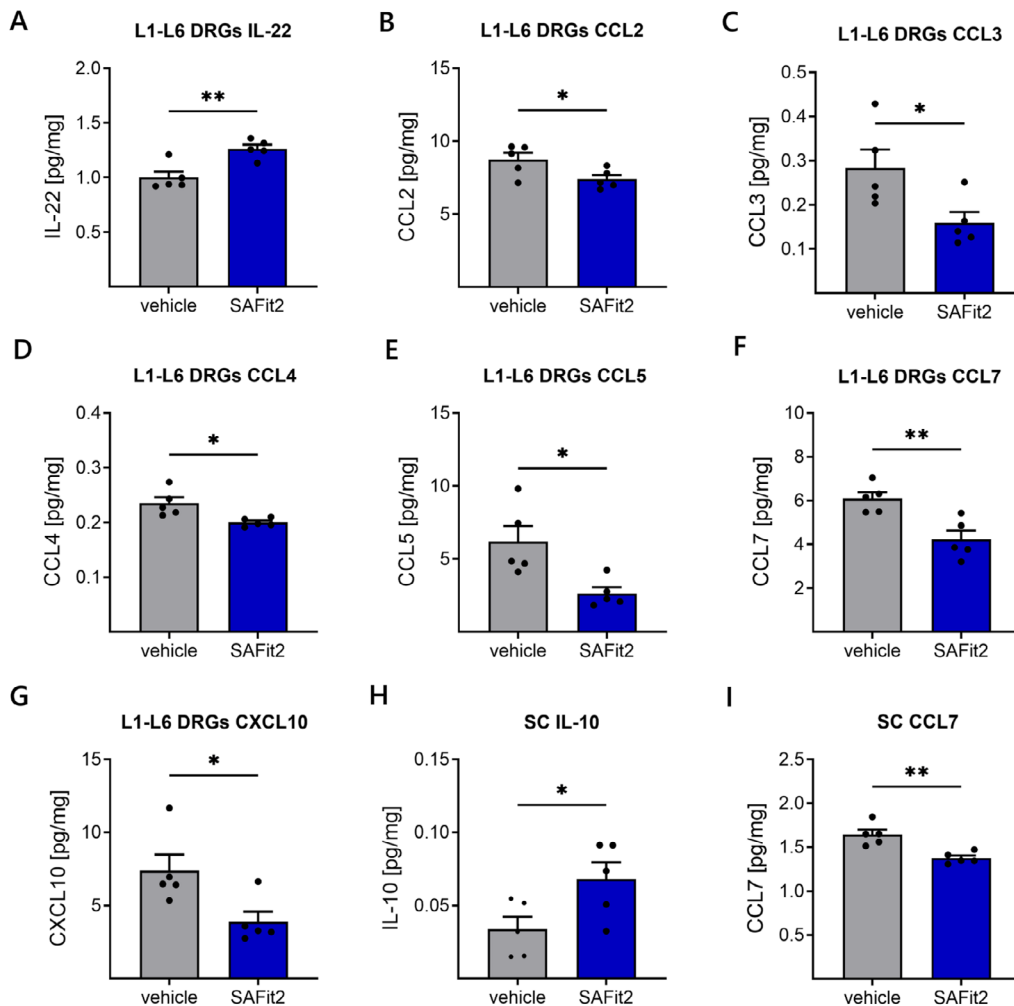 A
L1-L6 DRGs IL-22
IL-22 [pg/mg]
2.0
1.5
1.0
0.5
**
vehicle
SAFit2
B
L1-L6 DRGs CCL2
CCL2 [pg/mg]
15
10
5
*
vehicle
SAFit2
C
L1-L6 DRGs CCL3
CCL3 [pg/mg]
0.5
0.4
0.3
0.2
0.1
*
vehicle
SAFit2
D
L1-L6 DRGs CCL4
CCL4 [pg/mg]
0.4
0.3
0.2
0.1
*
vehicle
SAFit2
E
L1-L6 DRGs CCL5
CCL5 [pg/mg]
15
10
5
*
vehicle
SAFit2
F
L1-L6 DRGs CCL7
CCL7 [pg/mg]
10
8
6
4
2
**
vehicle
SAFit2
G
L1-L6 DRGs CXCL10
CXCL10 [pg/mg]
15
10
5
*
vehicle
SAFit2
H
SC IL-10
IL-10 [pg/mg]
0.15
0.10
0.05
*
vehicle
SAFit2
I
SC CCL7
CCL7 [pg/mg]
2.5
2.0
1.5
1.0
0.5
**
vehicle
SAFit2